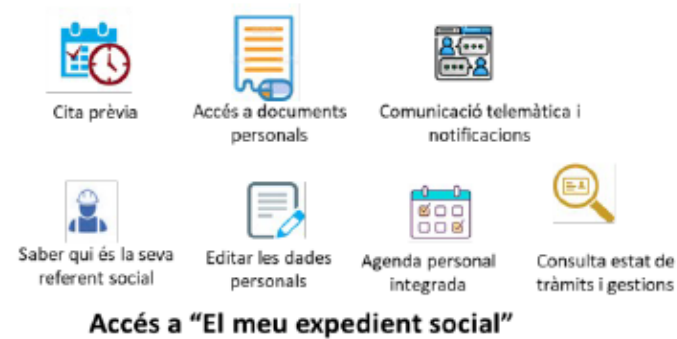 Cita prèvia
Accés a documents
personals
Comunicació telemàtica i
notificacions
Saber qui és la seva
referent social
Editar les dades
personals
Agenda personal
integrada
Consulta estat de
tràmits i gestions
Accés a “El meu expedient social”